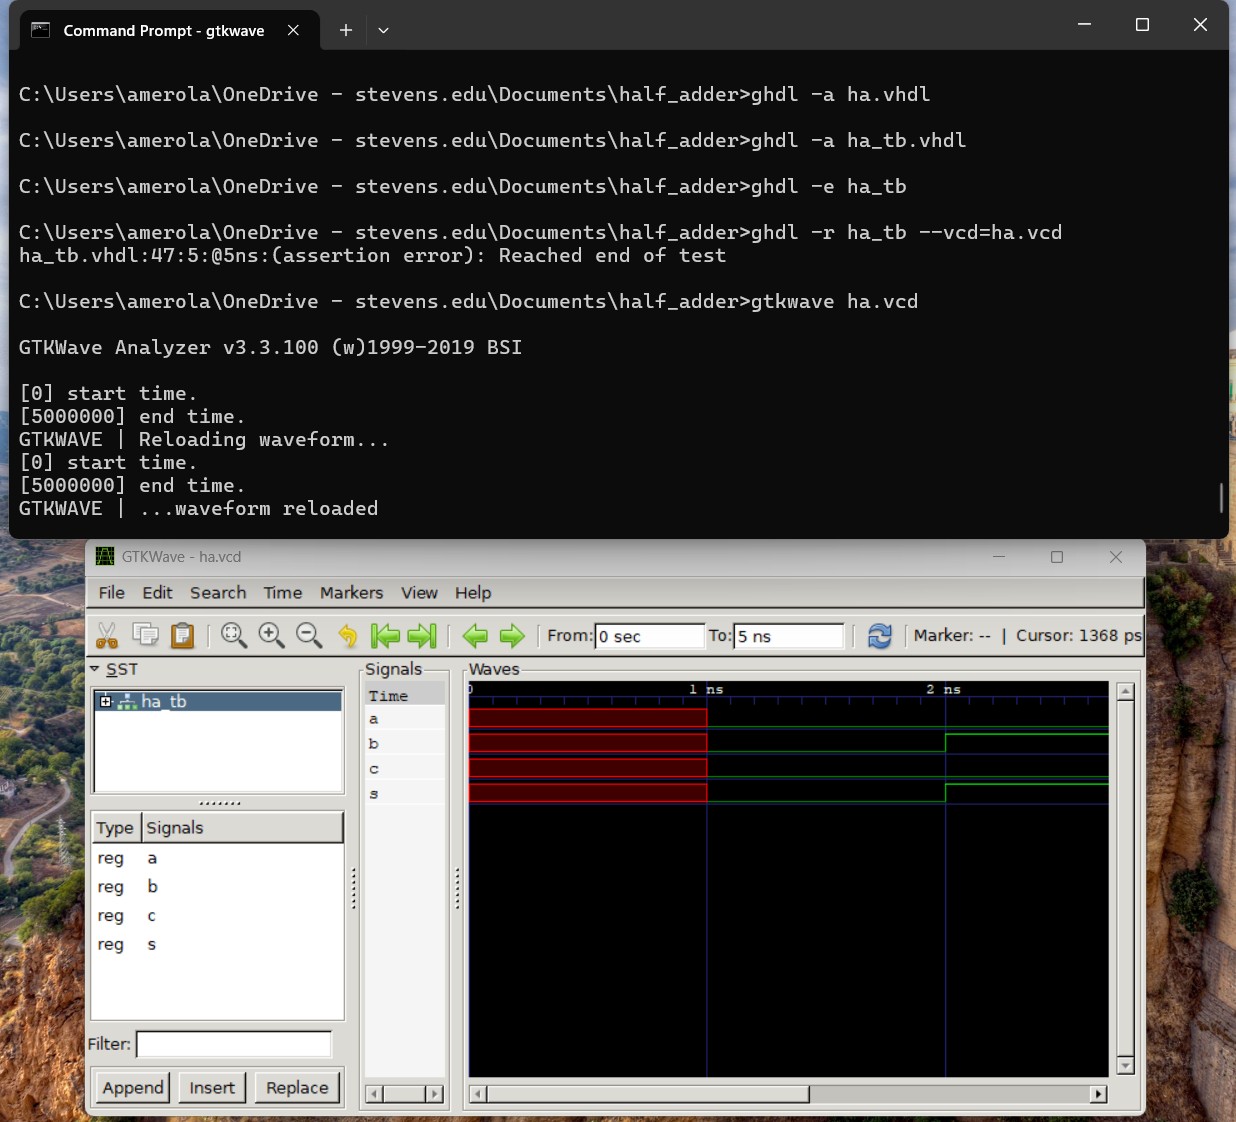 Command Prompt - gtkwave
C:\Users\amerola\OneDrive - stevens.edu\Documents\half_adder>ghdl -a ha.vhdl
C:\Users\amerola\OneDrive - stevens.edu\Documents\half_adder>ghdl -a ha_tb.vhdl
C:\Users\amerola\OneDrive - stevens.edu\Documents\half_adder>ghdl -e ha_tb
C:\Users\amerola\OneDrive - stevens.edu\Documents\half_adder>ghdl -r ha_tb --vcd=ha.vcd
ha_tb.vhdl:47:5:@5ns:(assertion error): Reached end of test
C:\Users\amerola\OneDrive - stevens.edu\Documents\half_adder>gtkwave ha.vcd
GTKWave Analyzer v3.3.100 (w)1999-2019 BSI
[0] start time.
[5000000] end time.
GTKWAVE | Reloading waveform...
[0] start time.
[5000000] end time.
GTKWAVE | ...waveform reloaded
GTKWave - ha.vcd
File Edit Search Time Markers View Help
From: 0 sec To: 5 ns Marker: -- | Cursor: 1368 ps
SST
ha_tb
Type Signals
reg a
reg b
reg c
reg s
Filter:
Append Insert Replace
Signals
Time
a
b
c
s
Waves
0 1 ns 2 ns